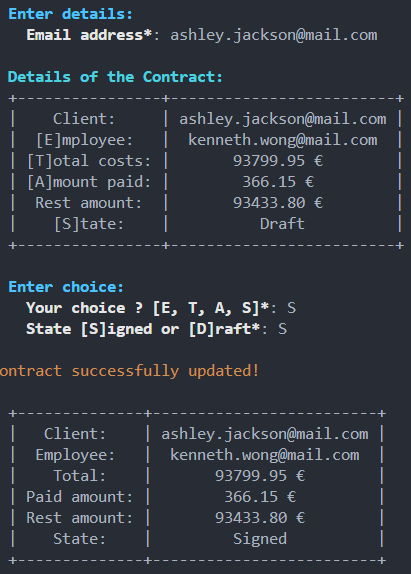 Enter details:
Email address*: ashley.jackson@mail.com
Details of the Contract:
+----------------+-------------------------+
| Client: | ashley.jackson@mail.com |
| [E]mployee: | kenneth.wong@mail.com |
| [T]otal costs: | 93799.95 € |
| [A]mount paid: | 366.15 € |
| Rest amount: | 93433.80 € |
| [S]tate: | Draft |
+----------------+-------------------------+
Enter choice:
Your choice ? [E, T, A, S]*: S
State [S]igned or [D]raft*: S
ontract successfully updated!
+--------------+-------------------------+
| Client: | ashley.jackson@mail.com |
| Employee: | kenneth.wong@mail.com |
| Total: | 93799.95 € |
| Paid amount: | 366.15 € |
| Rest amount: | 93433.80 € |
| State: | Signed |
+--------------+-------------------------+